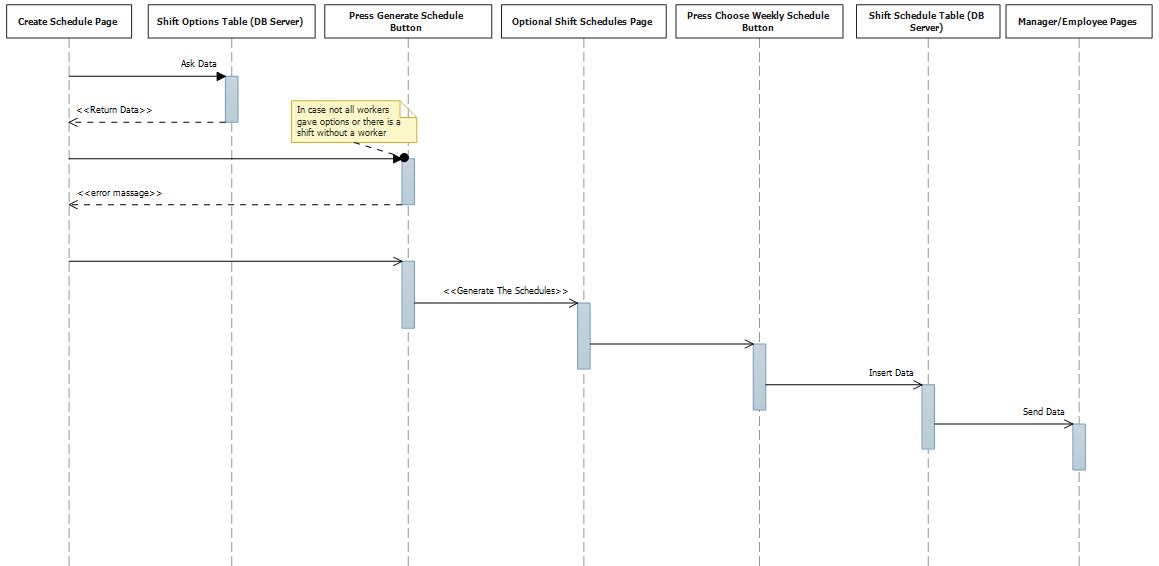 Create Schedule Page
Shift Options Table (DB Server)
Press Generate Schedule
Button
Optional Shift Schedules Page
Press Choose Weekly Schedule
Button
Shift Schedule Table (DB
Server)
Manager/Employee Pages
Ask Data
<<Return Data>>
In case not all workers
gave options or there is a
shift without a worker
<<error massage>>
<<Generate The Schedules>>
Insert Data
Send Data